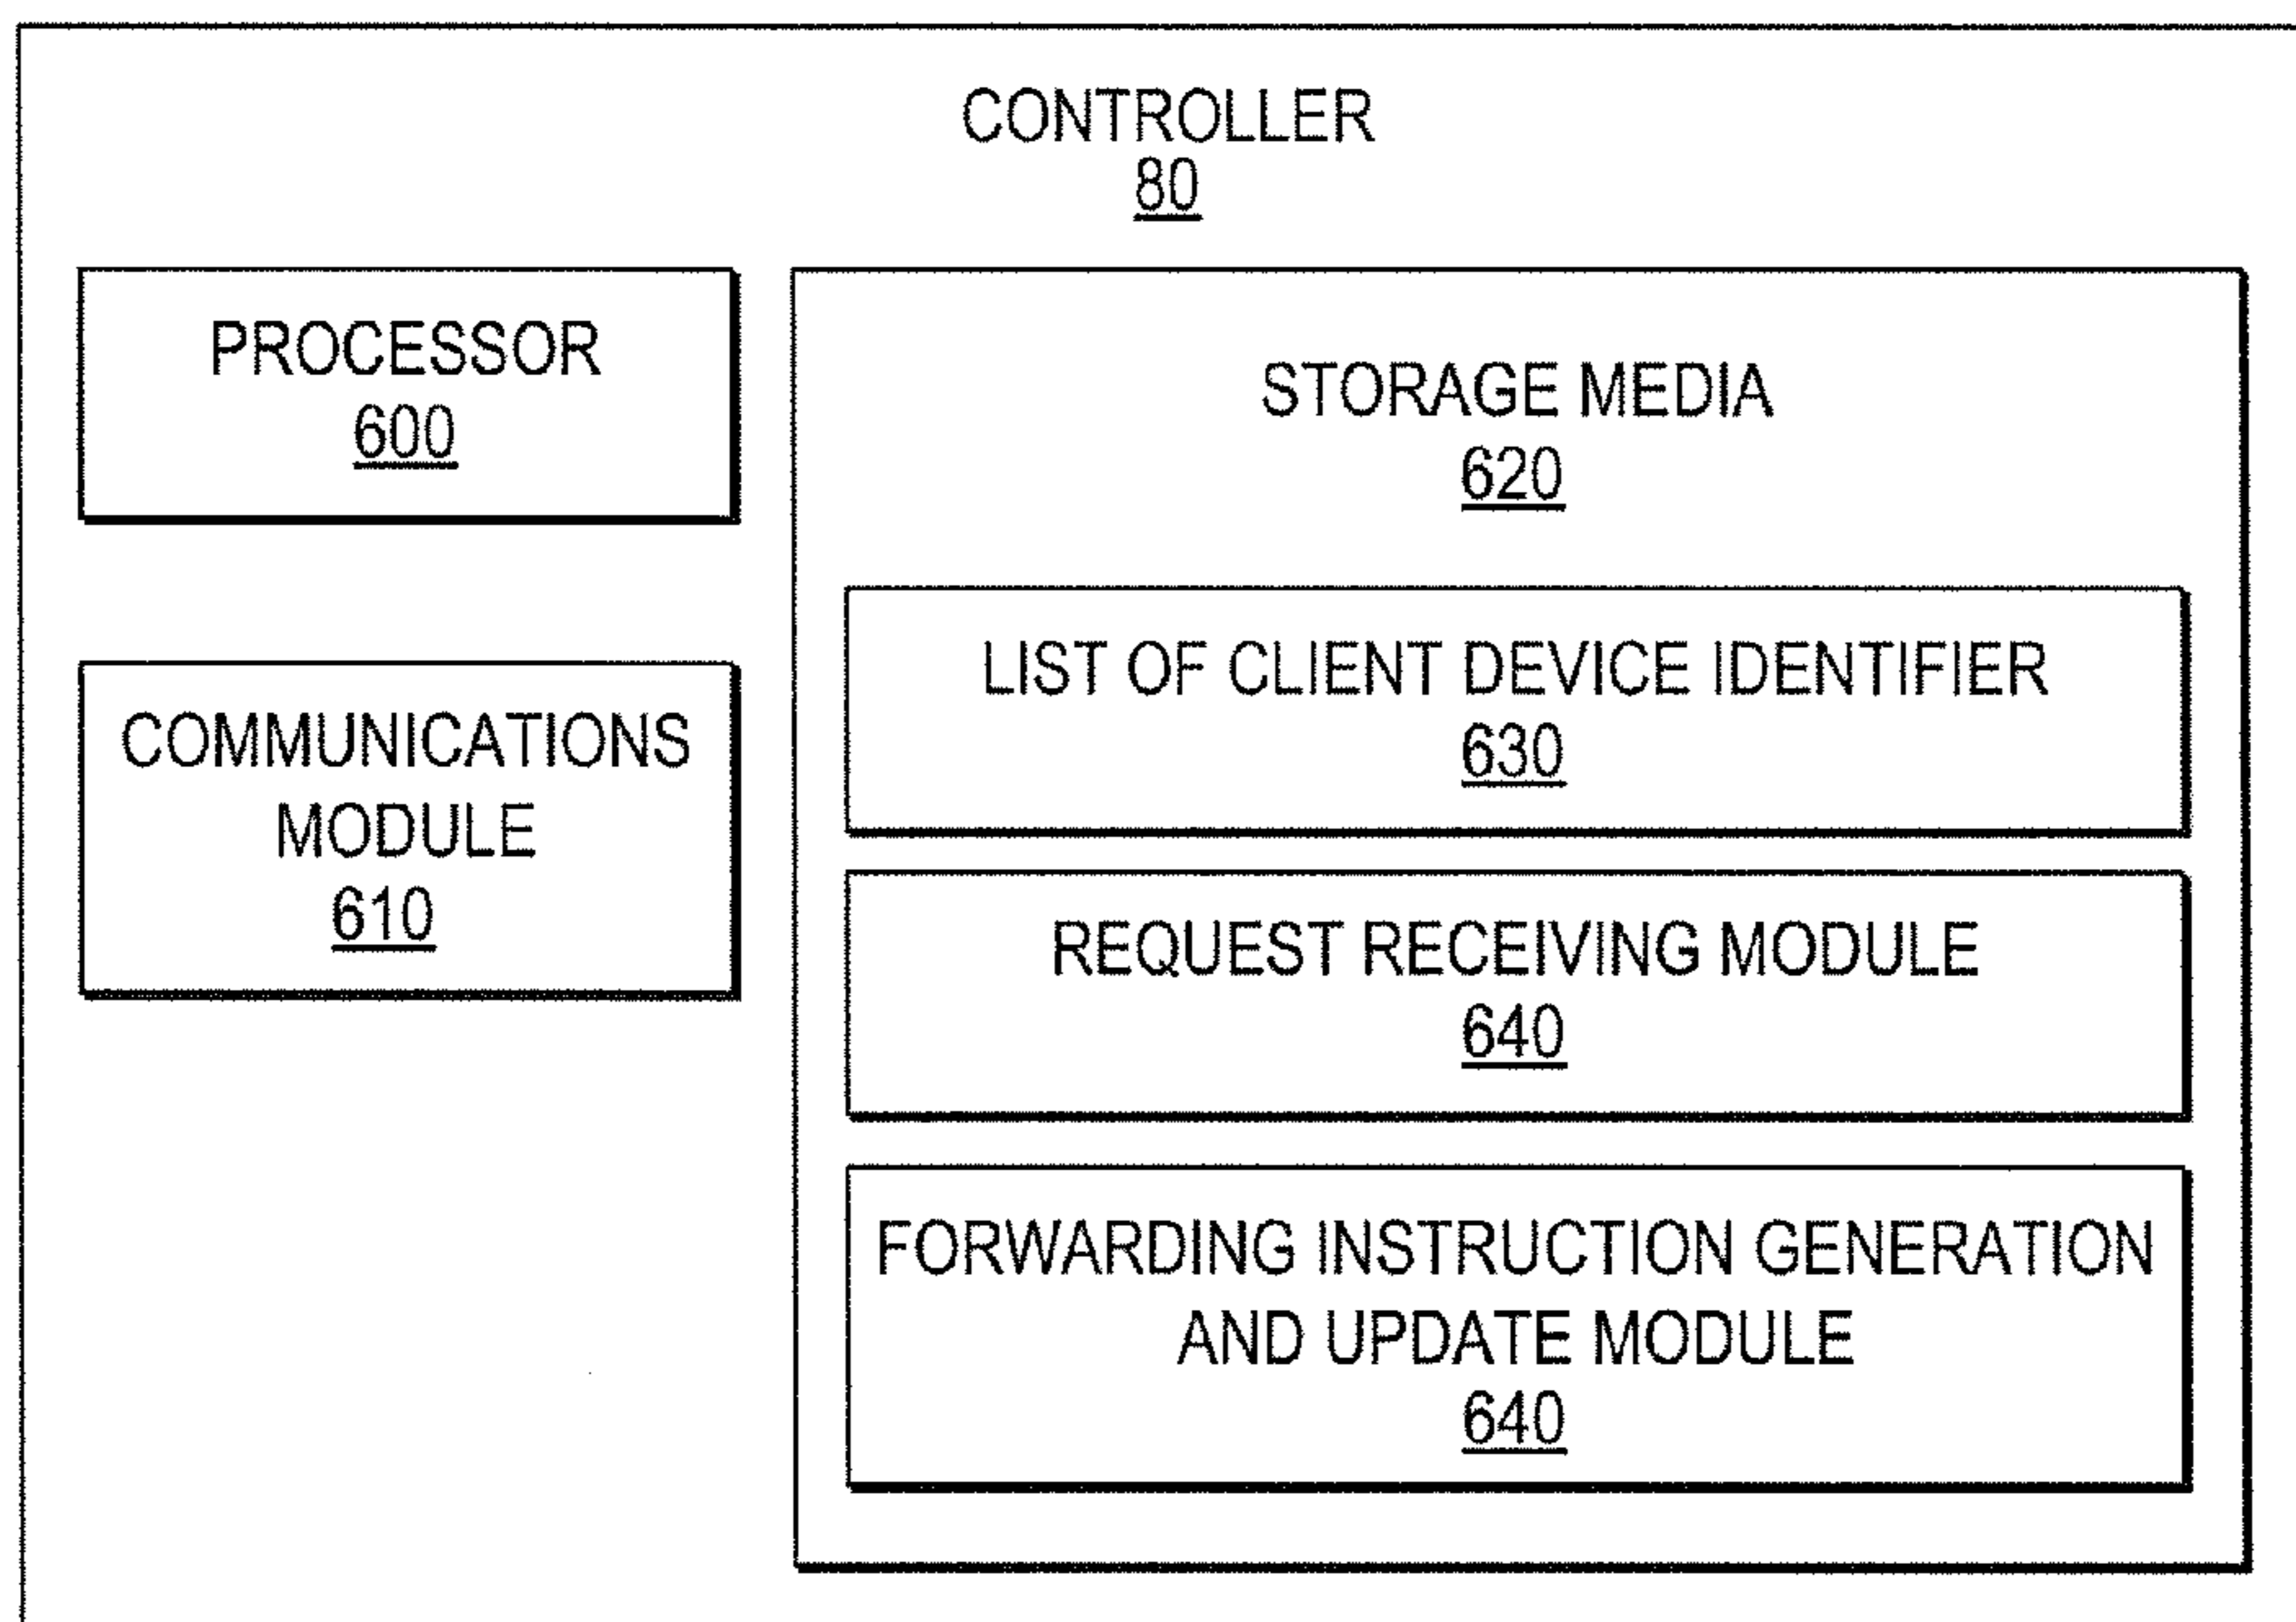 CONTROLLER
80
PROCESSOR
600
COMMUNICATIONS
MODULE
610
STORAGE MEDIA
620
LIST OF CLIENT DEVICE IDENTIFIER
630
REQUEST RECEIVING MODULE
640
FORWARDING INSTRUCTION GENERATION
AND UPDATE MODULE
640